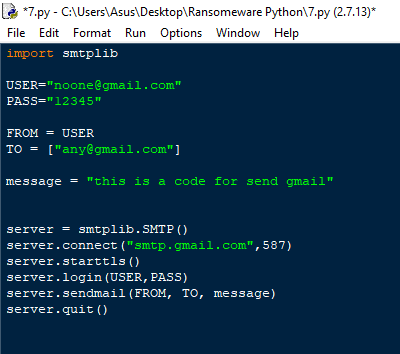 *7.py - C:\Users\Asus\Desktop\Ransomeware Python\7.py (2.7.13)*
File Edit Format Run Options Window Help
import smtplib
USER="noone@gmail.com"
PASS="12345"
FROM = USER
TO = ["any@gmail.com"]
message = "this is a code for send gmail"
server = smtplib.SMTP()
server.connect("smtp.gmail.com",587)
server.starttls()
server.login(USER,PASS)
server.sendmail(FROM, TO, message)
server.quit()